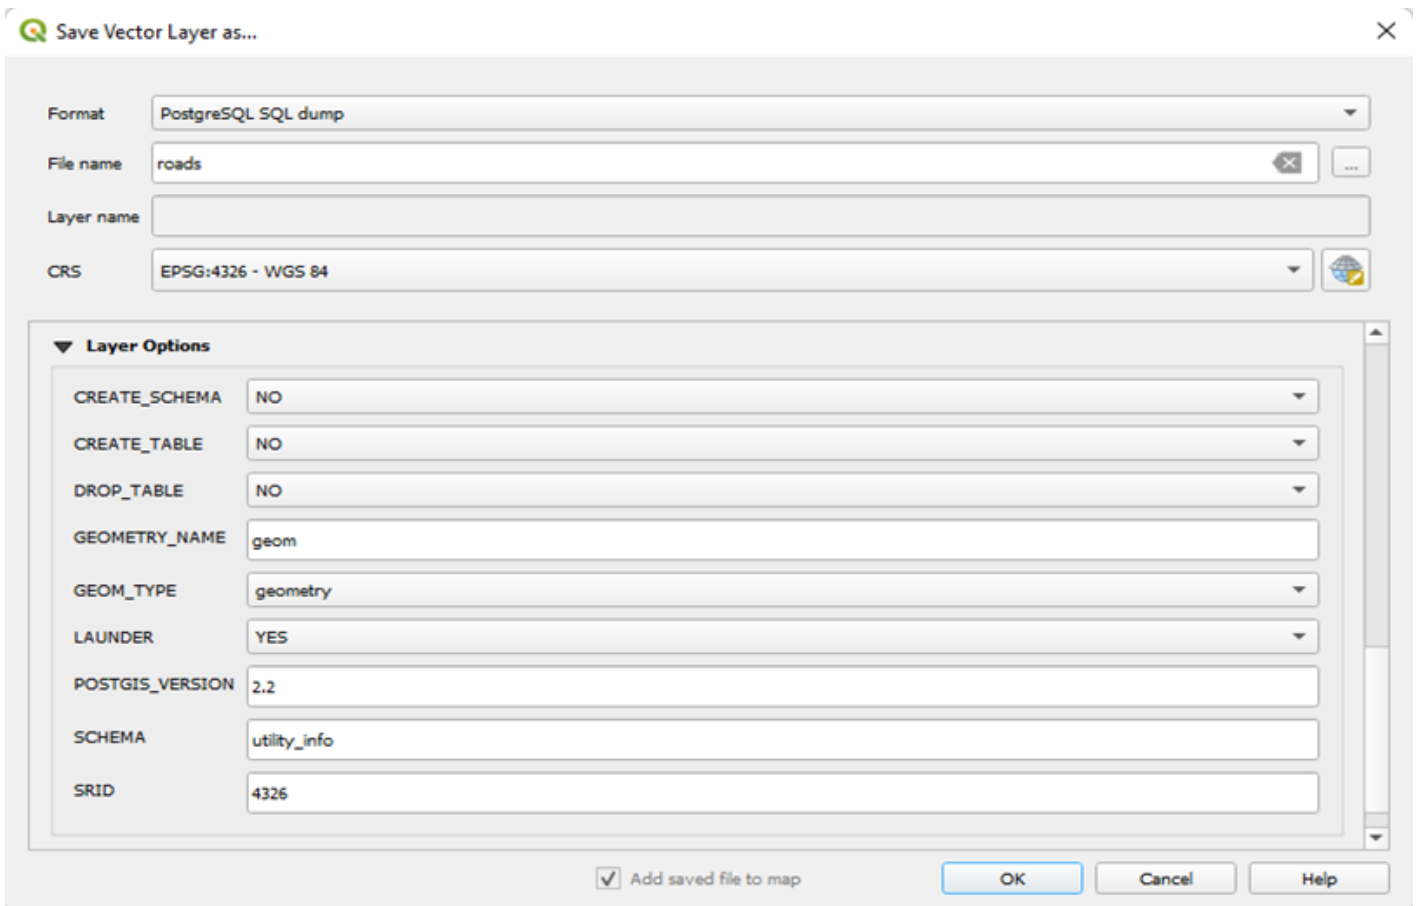 Save Vector Layer as...
Format PostgreSQL SQL dump
File name roads ...
Layer name
CRS EPSG:4326 - WGS 84
Layer Options
CREATE_SCHEMA NO
CREATE_TABLE NO
DROP_TABLE NO
GEOMETRY_NAME geom
GEOM_TYPE geometry
LAUNDER YES
POSTGIS_VERSION 2.2
SCHEMA utility_info
SRID 4326
Add saved file to map OK Cancel Help